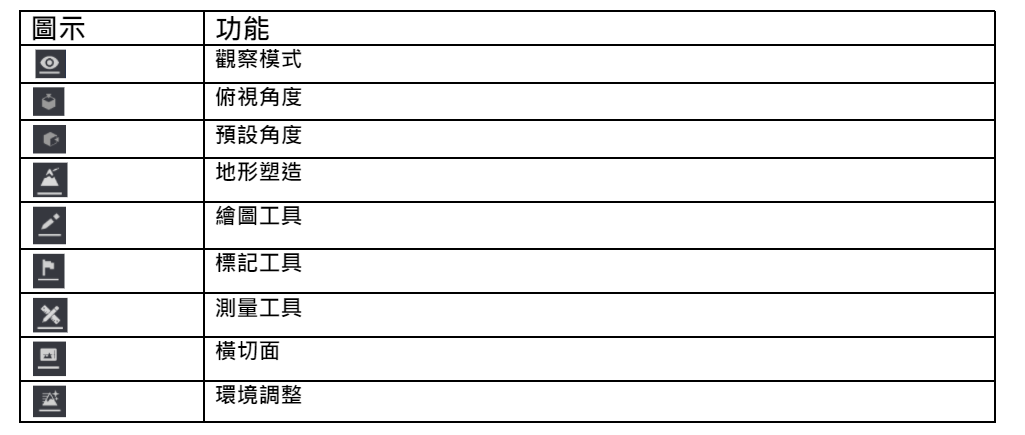 圖示 功能
觀察模式
俯視角度
預設角度
地形塑造
繪圖工具
標記工具
測量工具
橫切面
環境調整